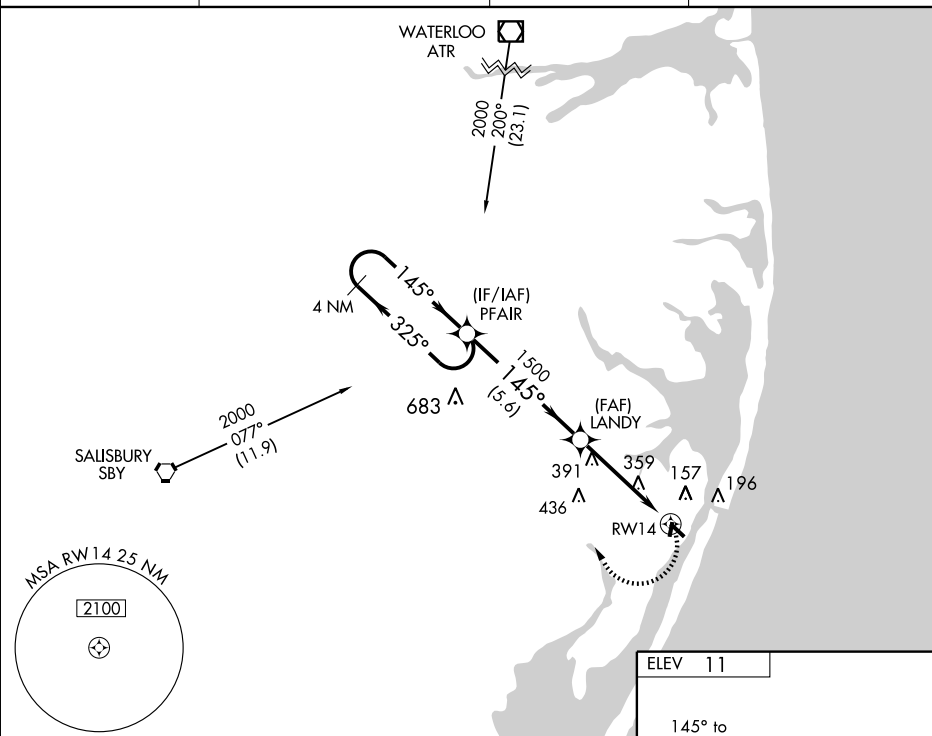 WATERLOO
ATR
2000
200°
(23.1)
145°
4 NM
325°
(IF/IAF)
PFAIR
1500
145°
(5.6)
683
(FAF)
LANDY
2000
077°
(11.9)
SALISBURY
SBY
391
359
157
196
436
RW14
MSA RW14 25 NM
2100
ELEV 11
145° to